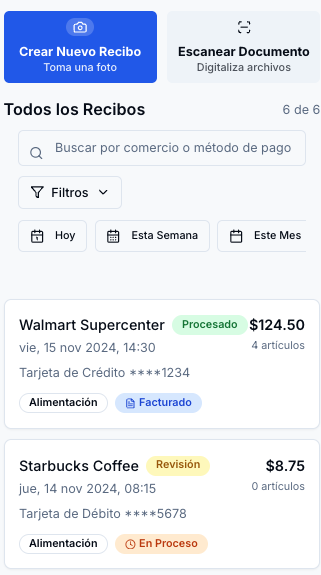 Crear Nuevo Recibo
Toma una foto
Escanear Documento
Digitaliza archivos
Todos los Recibos
6 de 6
Buscar por comercio o método de pago
Filtros
Hoy
Esta Semana
Este Mes
Walmart Supercenter
Procesado
$124.50
vie, 15 nov 2024, 14:30
4 artículos
Tarjeta de Crédito ****1234
Alimentación
Facturado
Starbucks Coffee
Revisión
$8.75
jue, 14 nov 2024, 08:15
0 artículos
Tarjeta de Débito ****5678
Alimentación
En Proceso